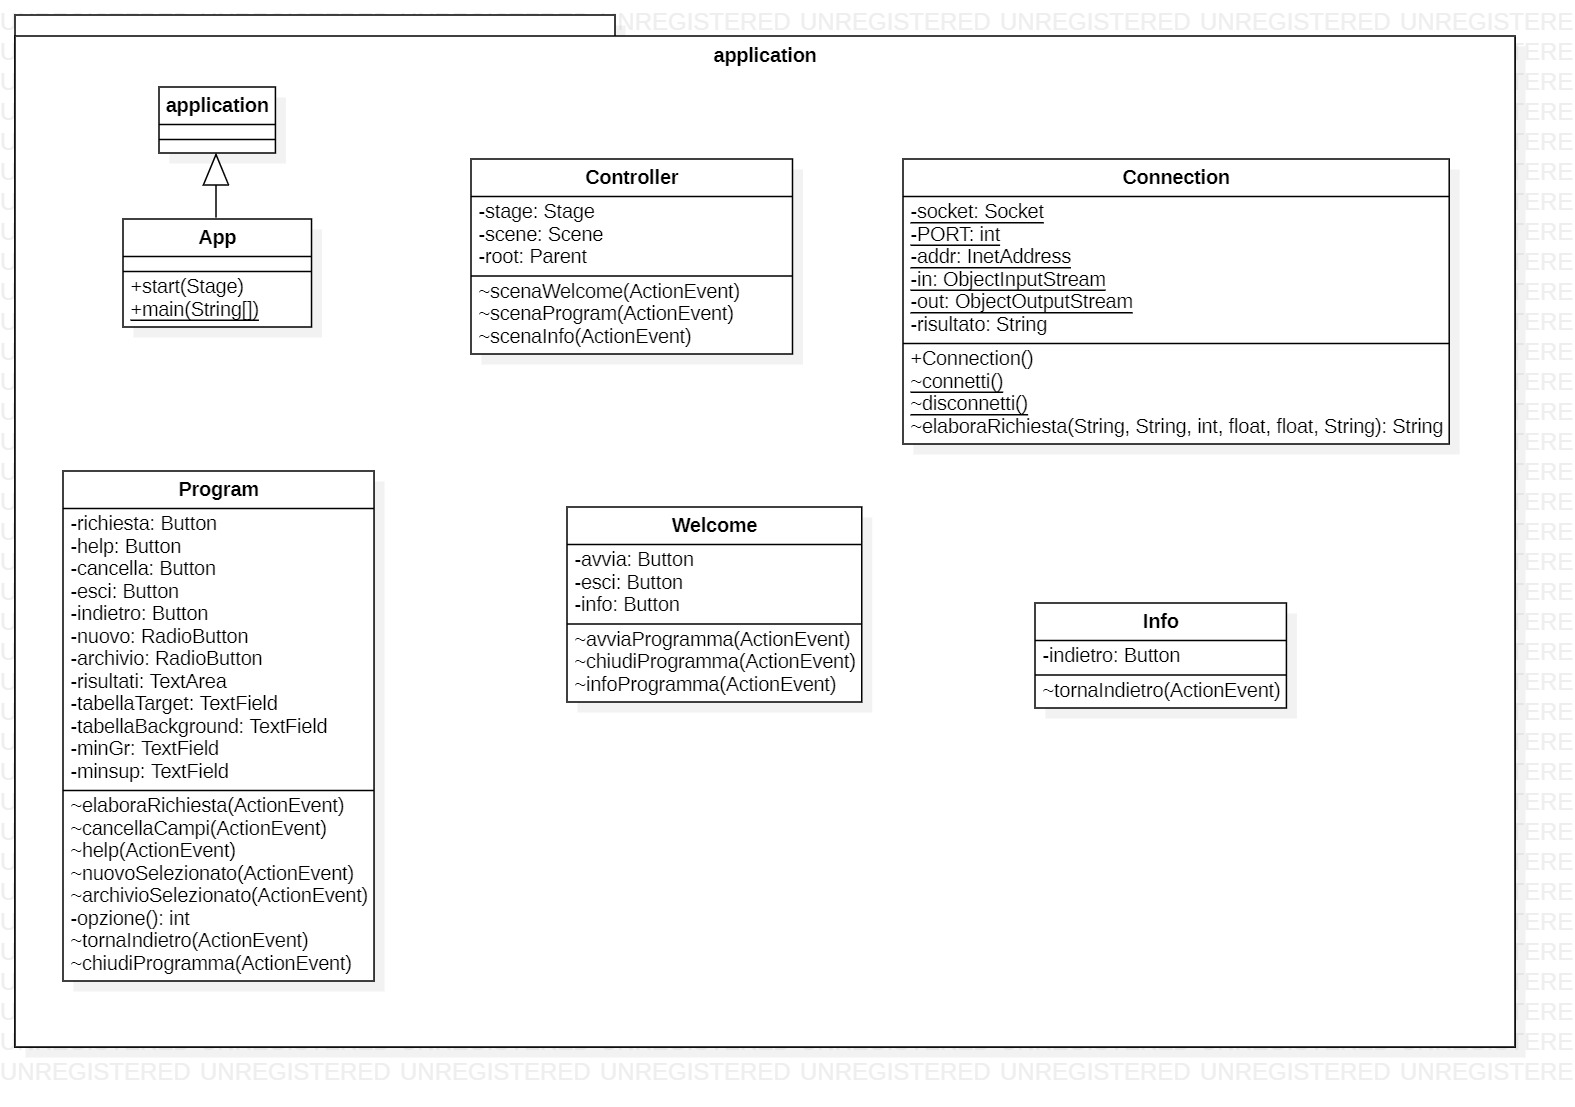 application
application
App
+start(Stage)
+main(String[])
Controller
-stage: Stage
-scene: Scene
-root: Parent
~scenaWelcome(ActionEvent)
~scenaProgram(ActionEvent)
~scenaInfo(ActionEvent)
Connection
-socket: Socket
-PORT: int
-addr: InetAddress
-in: ObjectInputStream
-out: ObjectOutputStream
-risultato: String
+Connection()
~connetti()
~disconnetti()
~elaboraRichiesta(String, String, int, float, float, String): String
Program
-richiesta: Button
-help: Button
-cancella: Button
-esci: Button
-indietro: Button
-nuovo: RadioButton
-archivio: RadioButton
-risultati: TextArea
-tabellaTarget: TextField
-tabellaBackground: TextField
-minGr: TextField
-minsup: TextField
~elaboraRichiesta(ActionEvent)
~cancellaCampi(ActionEvent)
~help(ActionEvent)
~nuovoSelezionato(ActionEvent)
~archivioSelezionato(ActionEvent)
-opzione(): int
~tornaIndietro(ActionEvent)
~chiudiProgramma(ActionEvent)
Welcome
-avvia: Button
-esci: Button
-info: Button
~avviaProgramma(ActionEvent)
~chiudiProgramma(ActionEvent)
~infoProgramma(ActionEvent)
Info
-indietro: Button
~tornaIndietro(ActionEvent)
UNREGISTERED UNREGISTERED UNREGISTERED UNREGISTERED UNREGISTERED UNREGISTERED UNREGISTERED UNREGISTERE